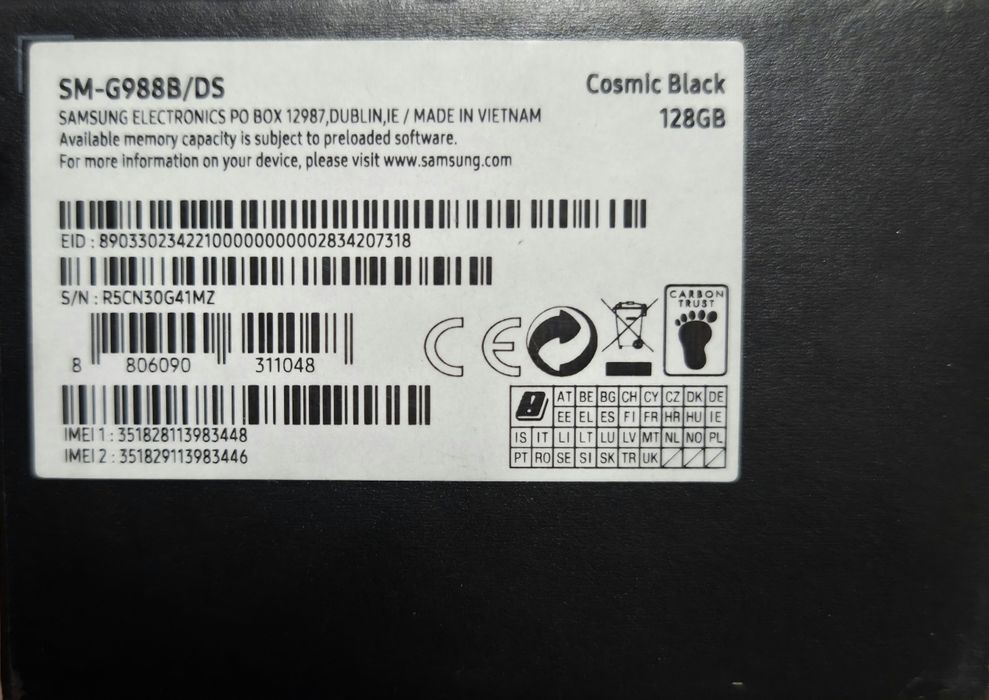 SM-G988B/DS
Cosmic Black
SAMSUNG ELECTRONICS PO BOX 12987,DUBLIN,IE / MADE IN VIETNAM
128GB
Available memory capacity is subject to preloaded software.
For more information on your device, please visit www.samsung.com
EID : 89033023422100000000002834207318
S/N : R5CN30G41MZ
CARBON
TRUST
8 806090 311048
CE
AT BE BG CH CY CZ DK DE
EE EL ES FI FR HR HU IE
IS IT LI LT LU LV MT NL NO PL
PT RO SE SI SK TR UK
IMEI 1 : 351828113983448
IMEI 2 : 351829113983446